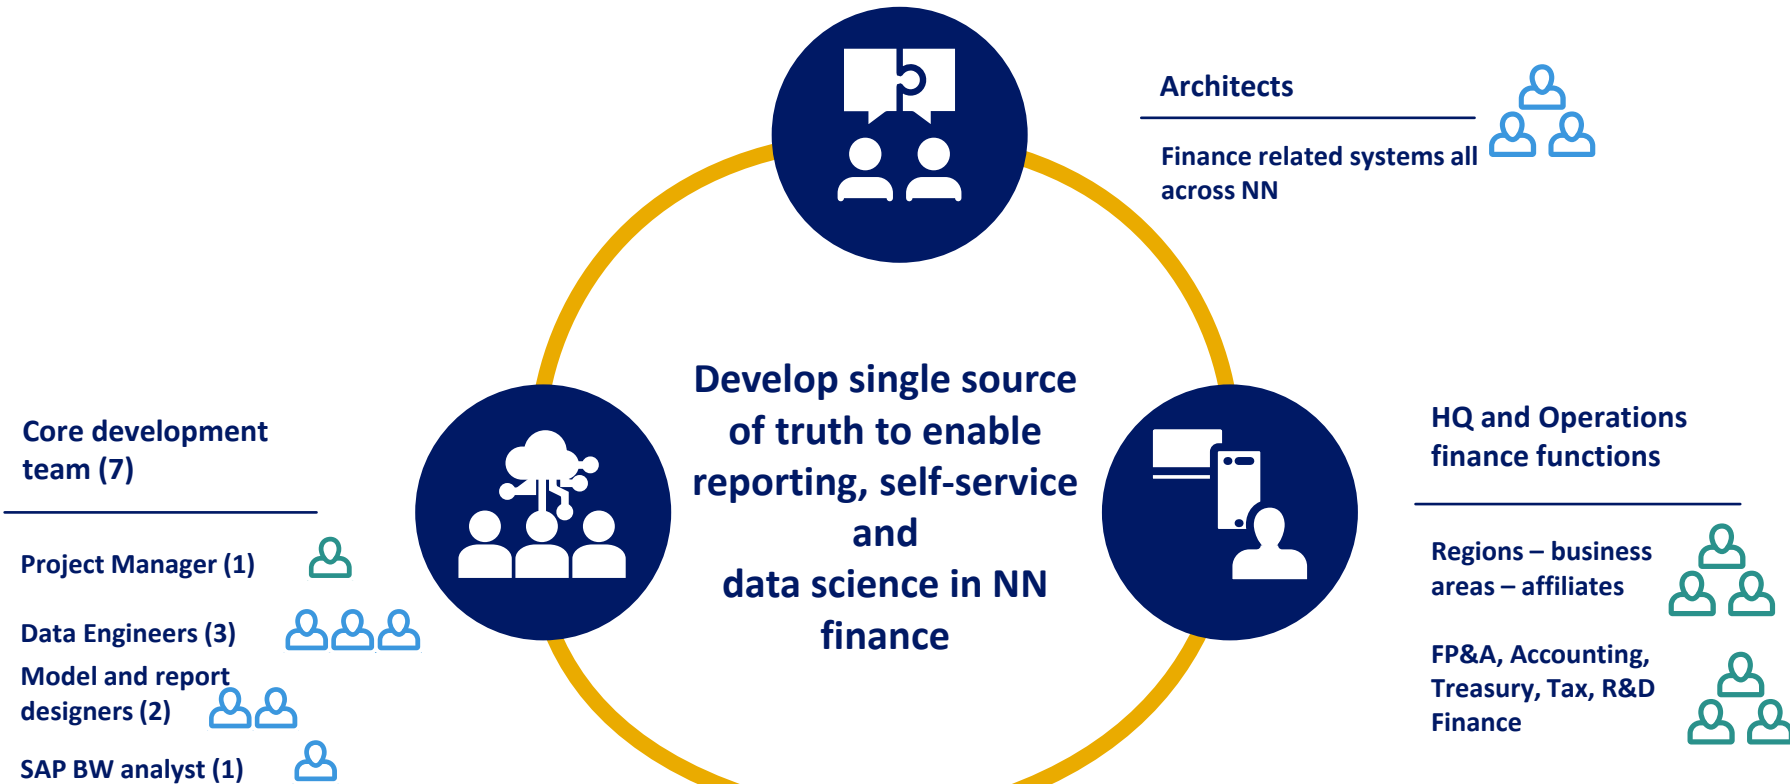 Architects
Finance related systems all
across NN
Develop single source
of truth to enable
reporting, self-service
and
data science in NN
finance
Core development
team (7)
Project Manager (1)
Data Engineers (3)
Model and report
designers (2)
SAP BW analyst (1)
HQ and Operations
finance functions
Regions – business
areas – affiliates
FP&A, Accounting,
Treasury, Tax, R&D
Finance